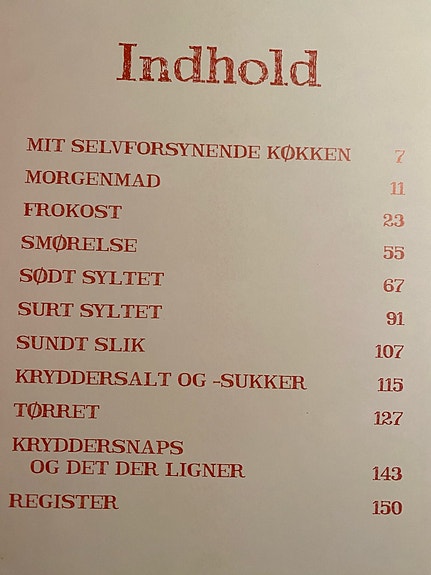 Indhold
MIT SELVFORSYNENDE KØKKEN 7
MORGENMAD 11
FROKOST 23
SMØRELSE 55
SØDT SYLTET 67
SURT SYLTET 91
SUNDT SLIK 107
KRYDDERSALT OG -SUKKER 115
TØRRET 127
KRYDDERSNAPS
OG DET DER LIGNER 143
REGISTER 150